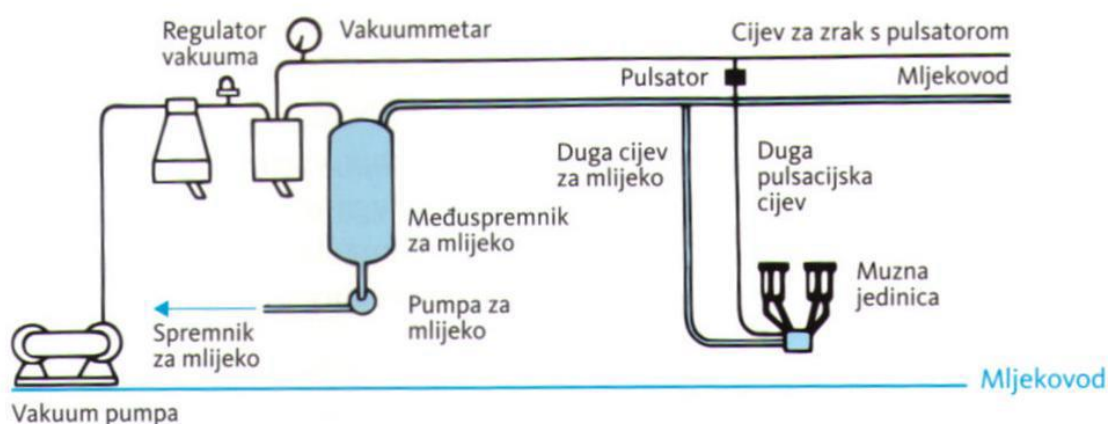 Regulator
vakuuma
Vakuummetar
Cijev za zrak s pulsatorom
Pulsator
Mljekovod
Duga cijev
za mlijeko
Duga
pulsacijska
cijev
Međuspremnik
za mlijeko
Muzna
jedinica
Pumpa za
mlijeko
Spremnik
za mlijeko
Mljekovod
Vakuum pumpa